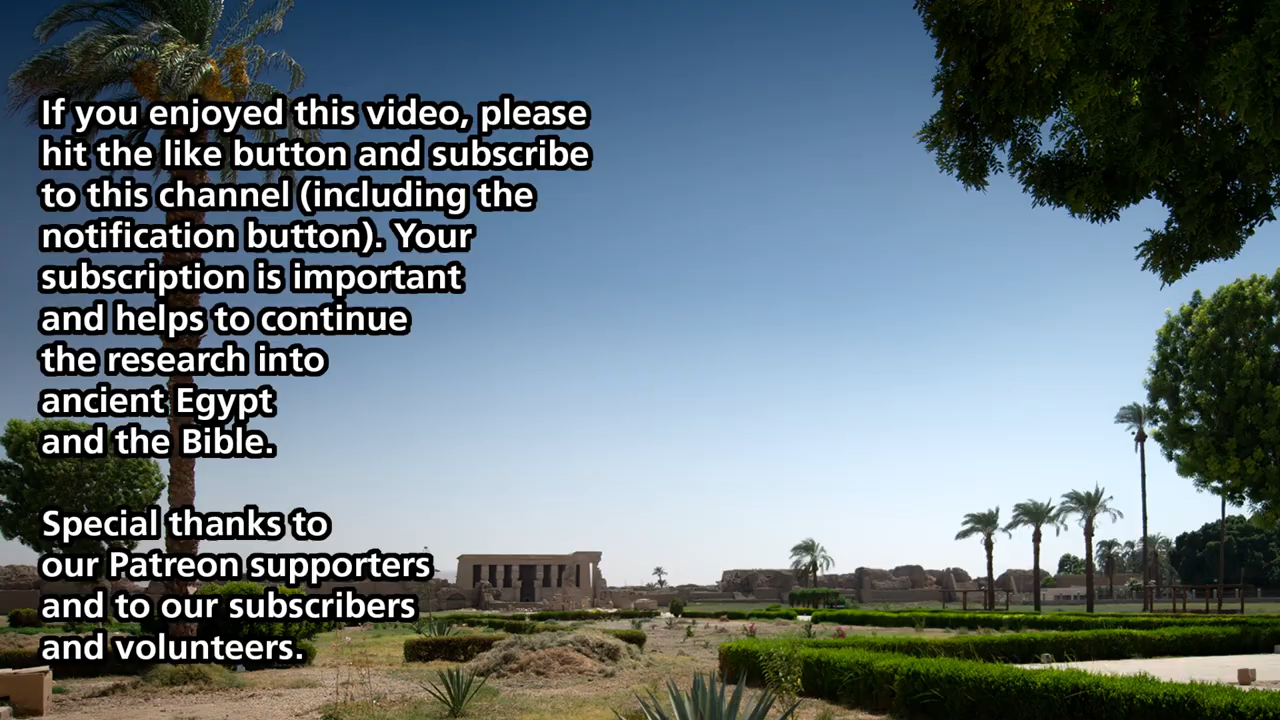 If you enjoyed this video, please
hit the like button and subscribe
to this channel (including the
notification button). Your
subscription is important
and helps to continue
the research into
ancient Egypt
and the Bible.
Special thanks to
our Patreon supporters
and to our subscribers
and volunteers.